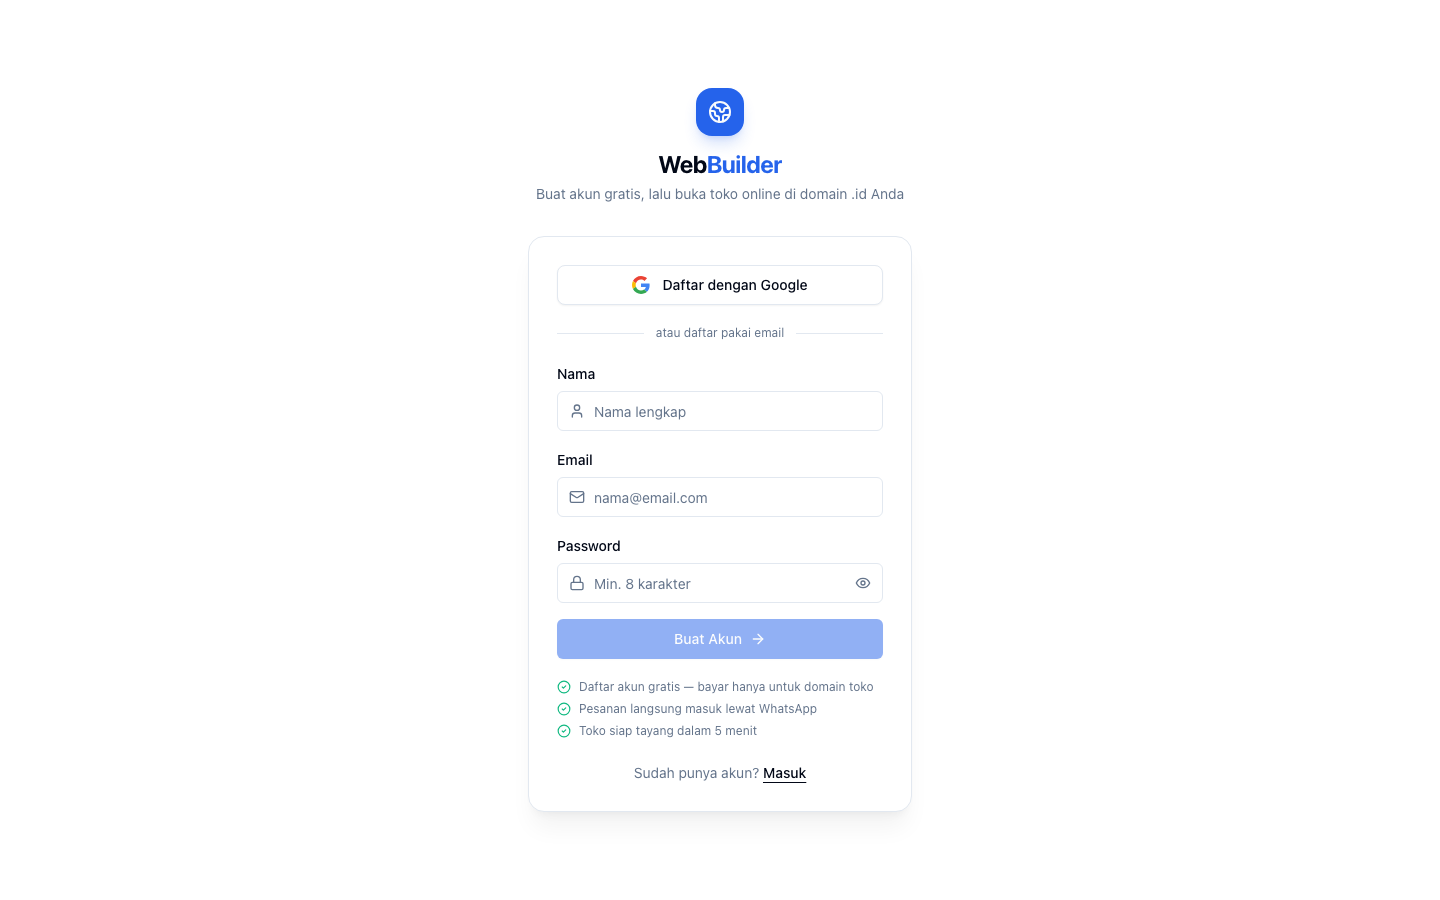 WebBuilder
Buat akun gratis, lalu buka toko online di domain .id Anda
Daftar dengan Google
atau daftar pakai email
Nama
Nama lengkap
Email
nama@email.com
Password
Min. 8 karakter
Buat Akun
Daftar akun gratis — bayar hanya untuk domain toko
Pesanan langsung masuk lewat WhatsApp
Toko siap tayang dalam 5 menit
Sudah punya akun? Masuk